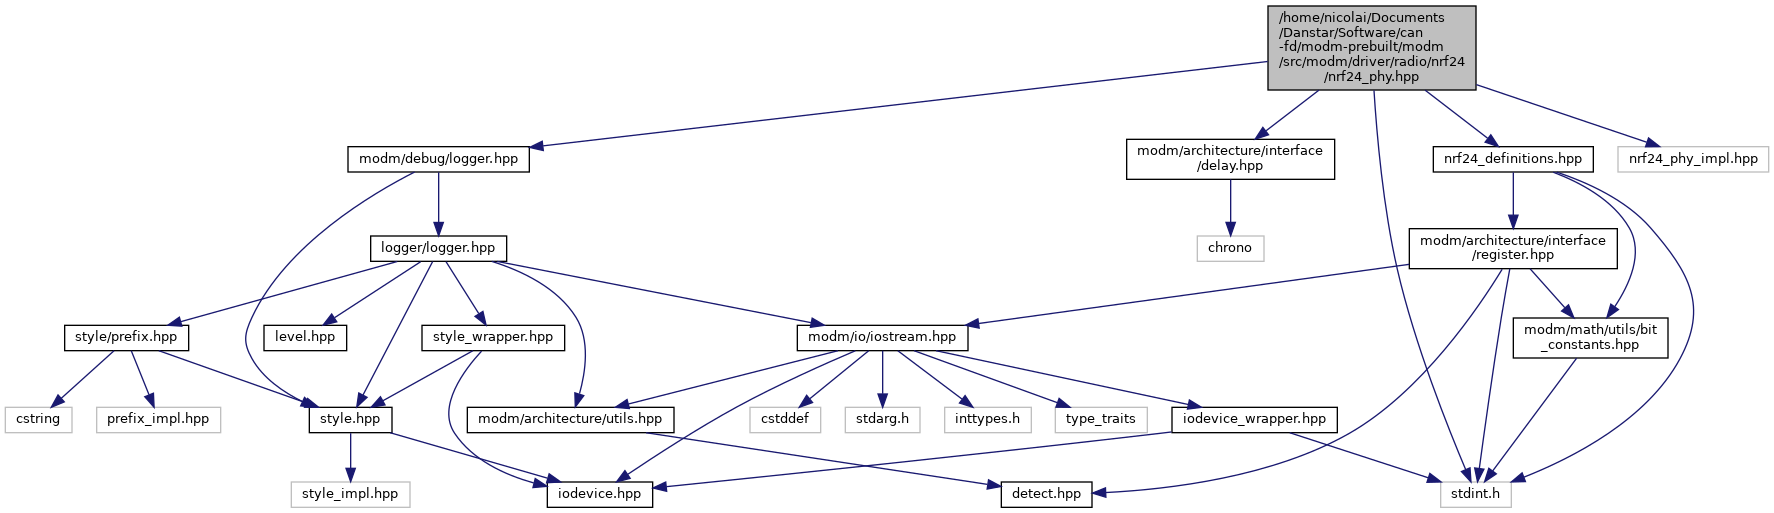 /home/nicolai/Documents
/Danstar/Software/can
-fd/modm-prebuilt/modm
/src/modm/driver/radio/nrf24
/nrf24_phy.hpp
modm/debug/logger.hpp
modm/architecture/interface
/delay.hpp
nrf24_definitions.hpp
nrf24_phy_impl.hpp
logger/logger.hpp
chrono
modm/architecture/interface
/register.hpp
style/prefix.hpp
level.hpp
style_wrapper.hpp
modm/io/iostream.hpp
modm/math/utils/bit
_constants.hpp
cstring
prefix_impl.hpp
style.hpp
modm/architecture/utils.hpp
cstddef
stdarg.h
inttypes.h
type_traits
iodevice_wrapper.hpp
style_impl.hpp
iodevice.hpp
detect.hpp
stdint.h